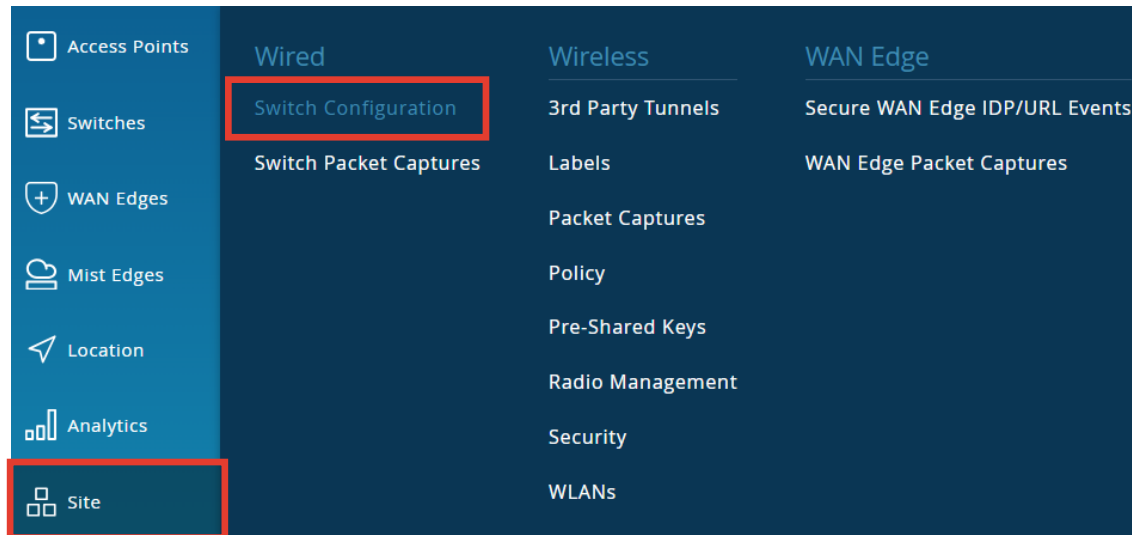 Access Points
Switches
WAN Edges
Mist Edges
Location
Analytics
Site
Wired
Switch Configuration
Switch Packet Captures
Wireless
3rd Party Tunnels
Labels
Packet Captures
Policy
Pre-Shared Keys
Radio Management
Security
WLANs
WAN Edge
Secure WAN Edge IDP/URL Events
WAN Edge Packet Captures